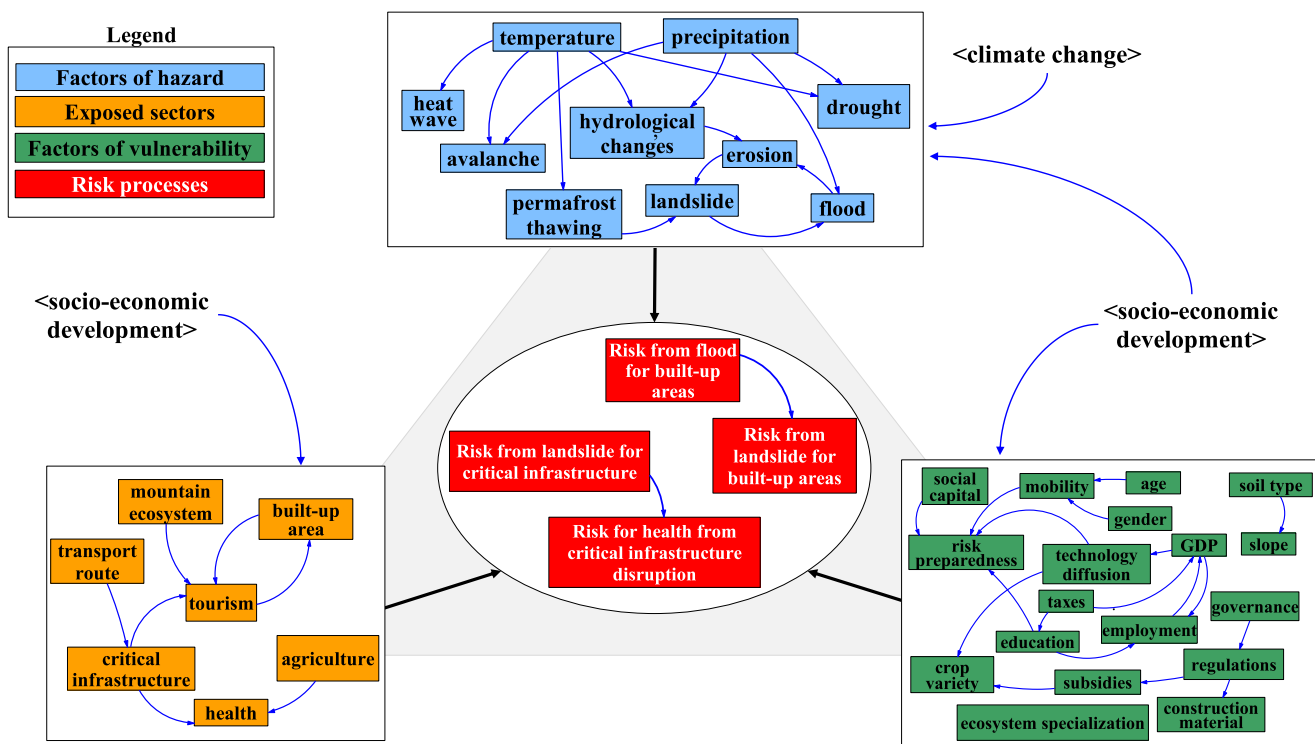 Legend
Factors of hazard
Exposed sectors
Factors of vulnerability
Risk processes
temperature
precipitation
heat
wave
avalanche
hydrological
changes
drought
erosion
permafrost
thawing
landslide
flood
<climate change>
<socio-economic
development>
<socio-economic
development>
Risk from flood
for built-up
areas
Risk from
landslide for
built-up areas
Risk from landslide for
critical infrastructure
Risk for health from
critical infrastructure
disruption
mountain
ecosystem
built-up
area
transport
route
tourism
critical
infrastructure
agriculture
health
social
capital
mobility
age
soil type
gender
risk
preparedness
technology
diffusion
GDP
slope
taxes
governance
education
employment
crop
variety
subsidies
regulations
ecosystem specialization
construction
material